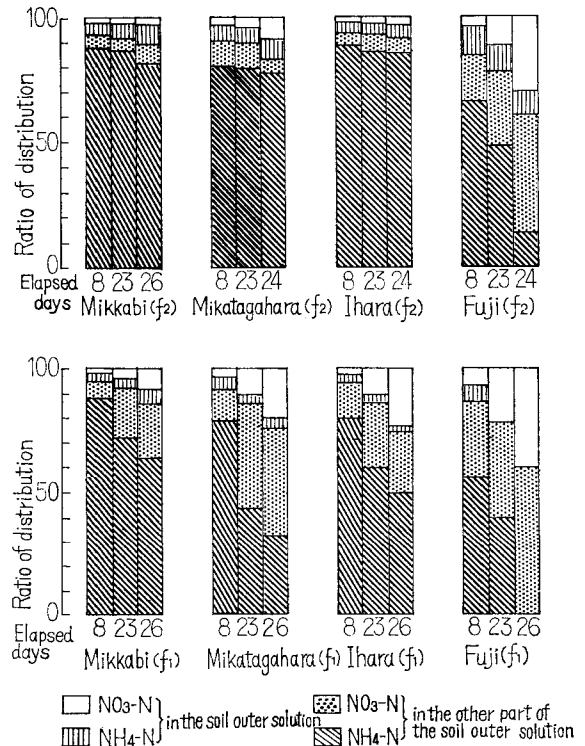 100
50
0
Ratio of distribution
Elapsed days
8 23 26
8 23 24
8 23 24
8 23 24
Mikkabi(f2)
Mikatagahara(f2)
Ihara(f2)
Fuji(f2)
100
50
0
Ratio of distribution
Elapsed days
8 23 26
8 23 26
8 23 26
8 23 26
Mikkabi(f1)
Mikatagahara(f1)
Ihara(f1)
Fuji(f1)
NO3-N
NH4-N
in the soil outer solution
NO3-N
NH4-N
in the other part of
the soil outer solution